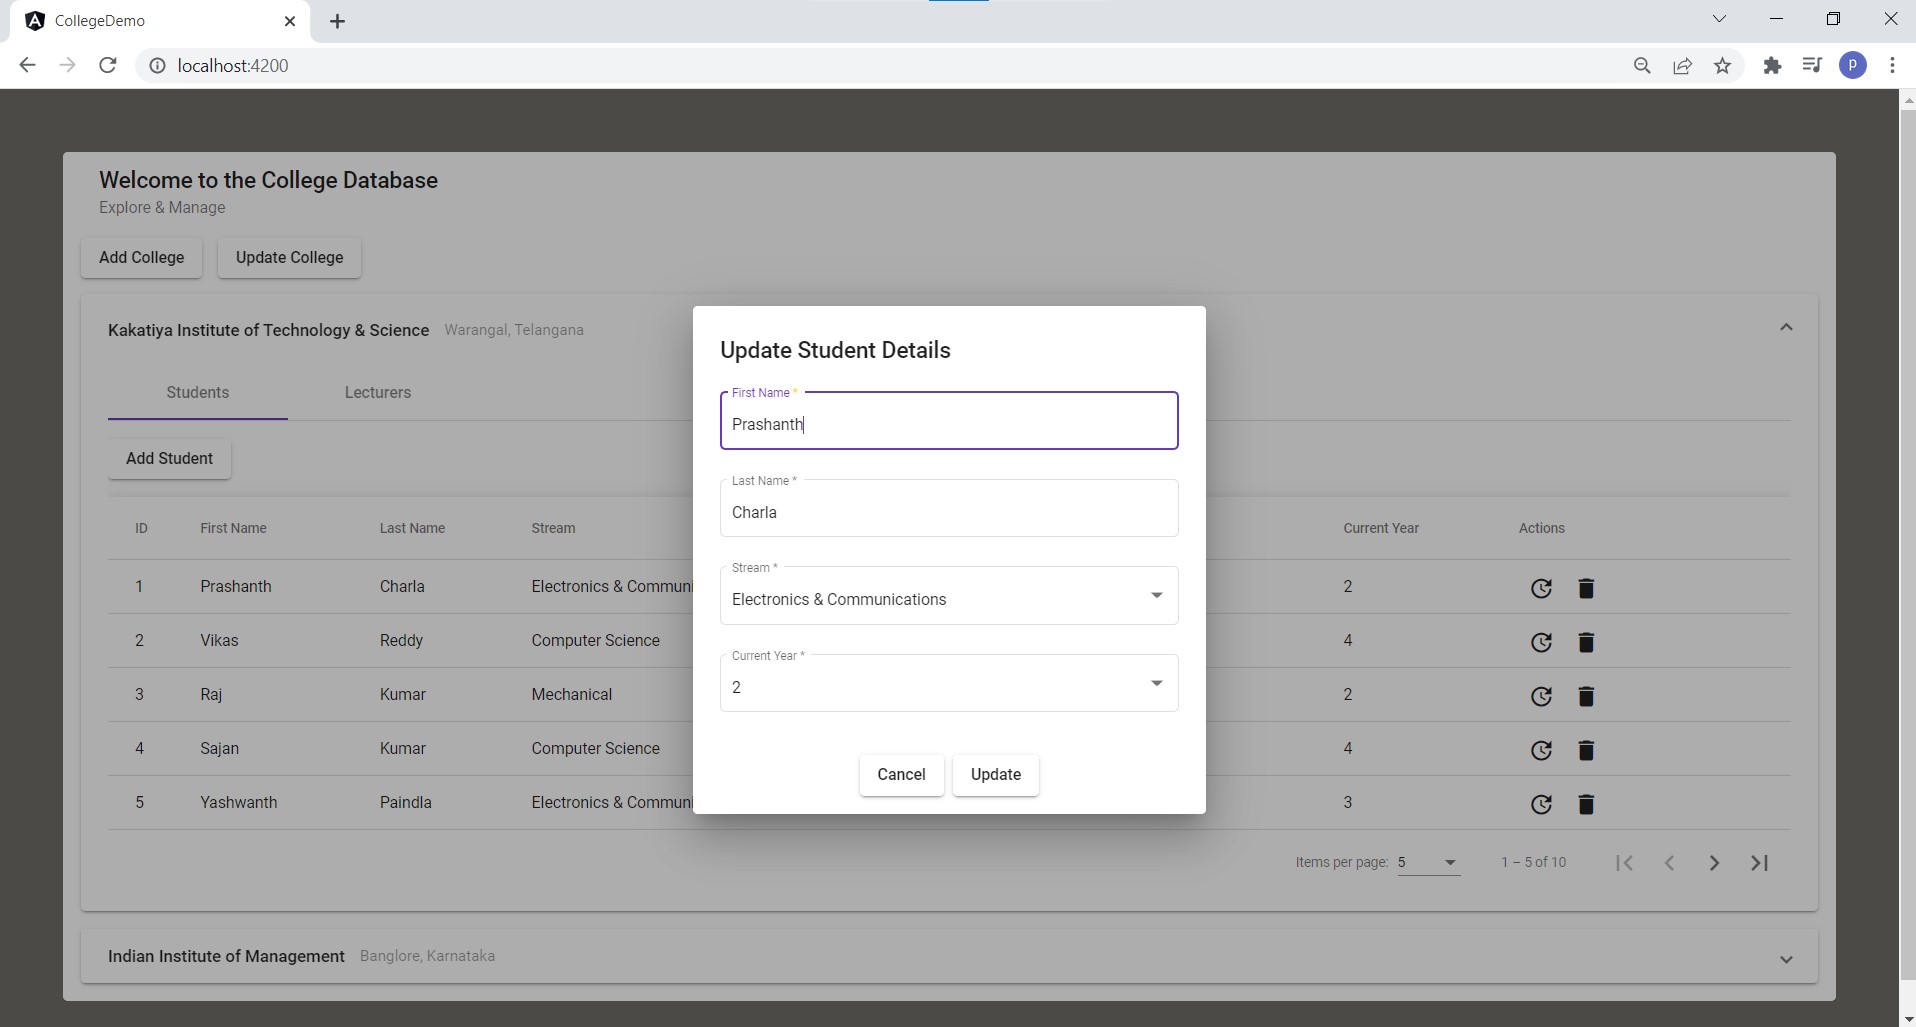 CollegeDemo
localhost:4200
P
Welcome to the College Database
Explore & Manage
Add College Update College
Kakatiya Institute of Technology & Science Warangal, Telangana
Students Lecturers
Add Student
ID First Name Last Name Stream Current Year Actions
1 Prashanth Charla Electronics & Communi 2
2 Vikas Reddy Computer Science 4
3 Raj Kumar Mechanical 2
4 Sajan Kumar Computer Science 4
5 Yashwanth Paindla Electronics & Communi 3
Items per page: 5 1 – 5 of 10
Indian Institute of Management Banglore, Karnataka
Update Student Details
First Name *
Prashanth
Last Name *
Charla
Stream *
Electronics & Communications
Current Year *
2
Cancel Update